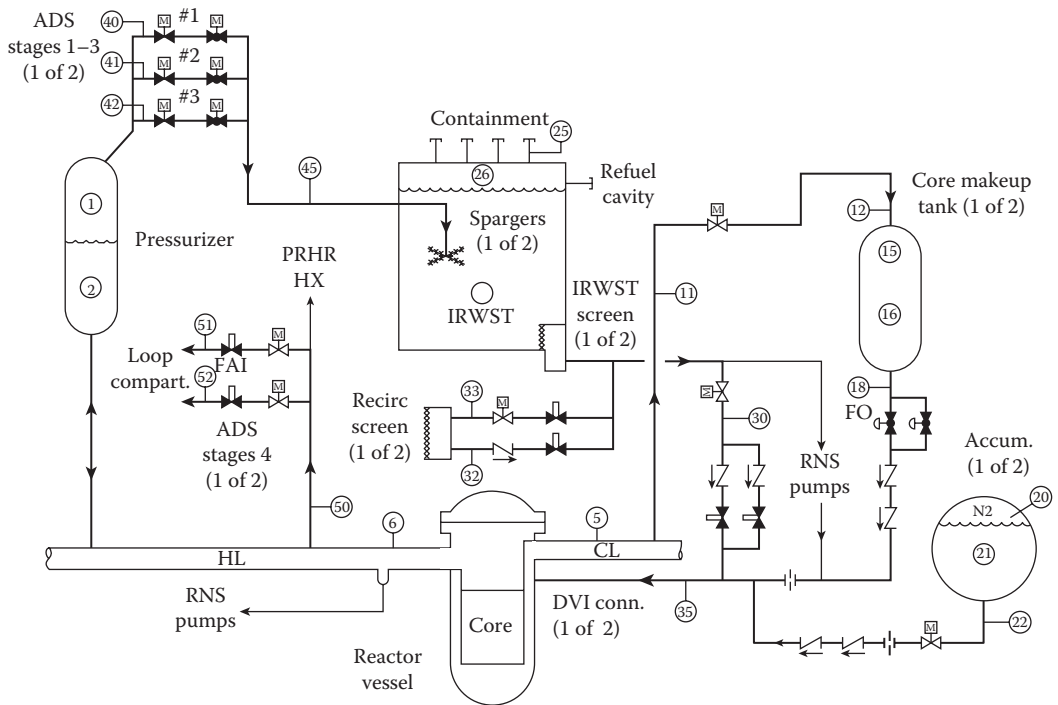 ADS
stages 1–3
(1 of 2)
40
M
#1
41
M
#2
42
M
#3
45
Containment
25
26
Refuel
cavity
Spargers
(1 of 2)
IRWST
IRWST
screen
(1 of 2)
1
2
Pressurizer
PRHR
HX
51
M
FAI
Loop
compart.
52
M
ADS
stages 4
(1 of 2)
50
Recirc
screen
(1 of 2)
33
M
32
M
11
12
Core makeup
tank (1 of 2)
15
16
18
FO
M
30
RNS
pumps
Accum.
(1 of 2)
20
N2
21
22
M
6
HL
5
CL
RNS
pumps
DVI conn.
(1 of 2)
35
Core
Reactor
vessel